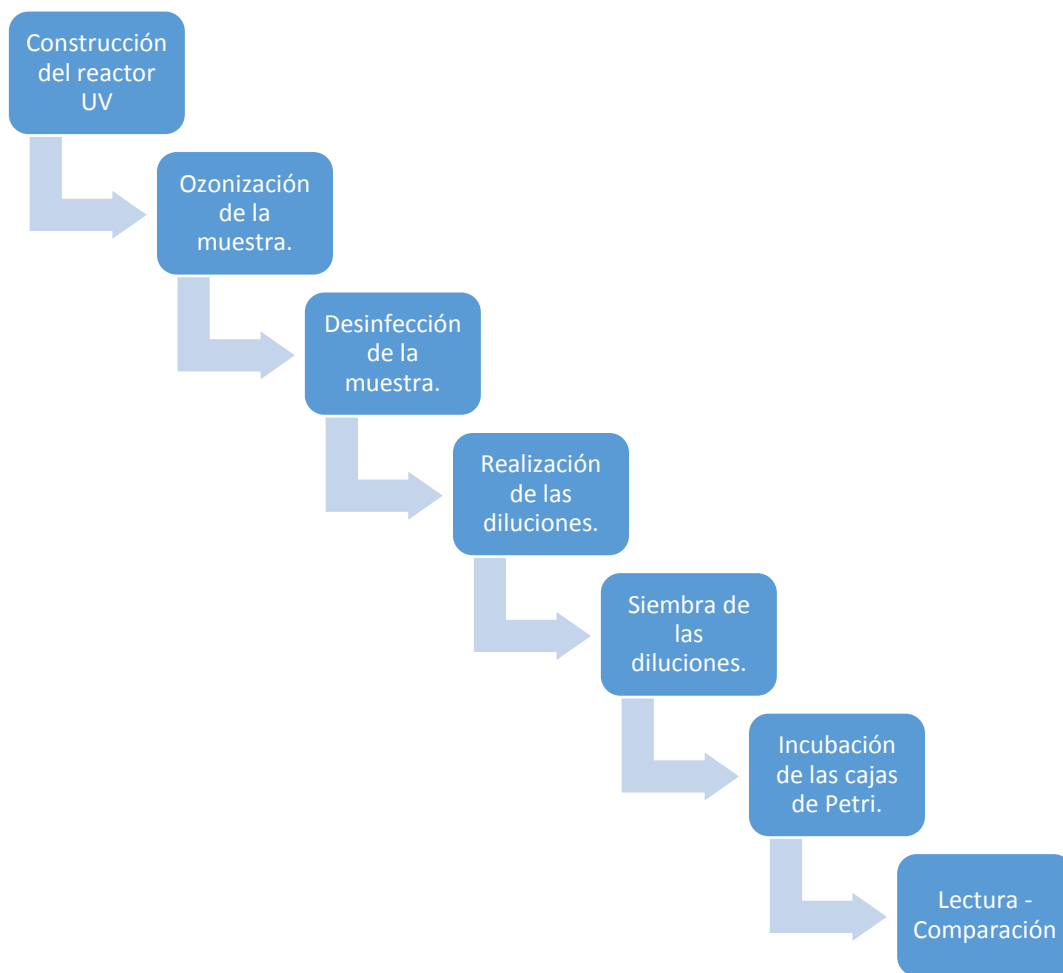 Construcción
del reactor
UV
Ozonización
de la
muestra.
Desinfección
de la
muestra.
Realización
de las
diluciones.
Siembra de
las
diluciones.
Incubación
de las cajas
de Petri.
Lectura -
Comparación